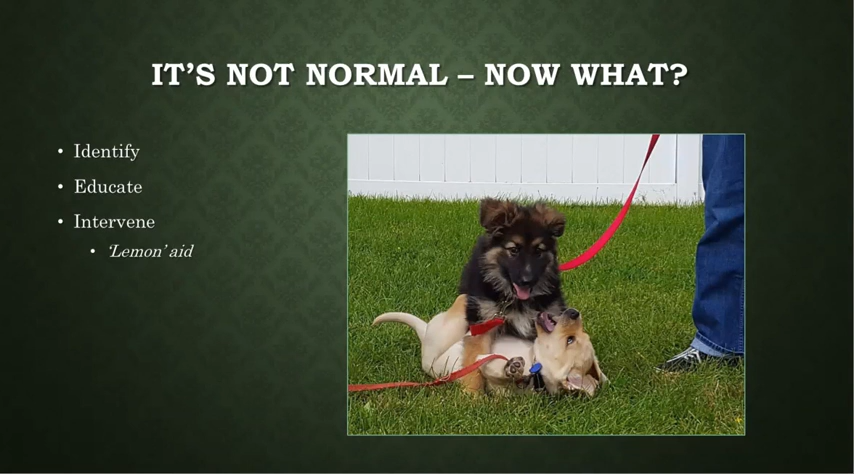 IT’S NOT NORMAL – NOW WHAT?
• Identify
• Educate
• Intervene
• ‘Lemon’ aid